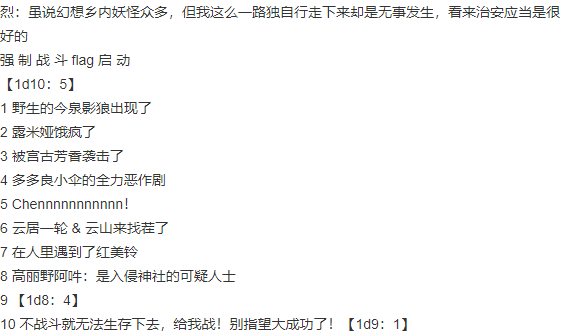 烈：虽说幻想乡内妖怪众多，但我这么一路独自行走下来却是无事发生，看来治安应当是很
好的
强 制 战 斗 flag 启 动
【1d10：5】
1 野生的今泉影狼出现了
2 露米娅饿疯了
3 被宫古芳香袭击了
4 多多良小伞的全力恶作剧
5 Chennnnnnnnnnn！
6 云居一轮 & 云山来找茬了
7 在人里遇到了红美铃
8 高丽野阿吽：是入侵神社的可疑人士
9 【1d8：4】
10 不战斗就无法生存下去，给我战！别指望大成功了！【1d9：1】